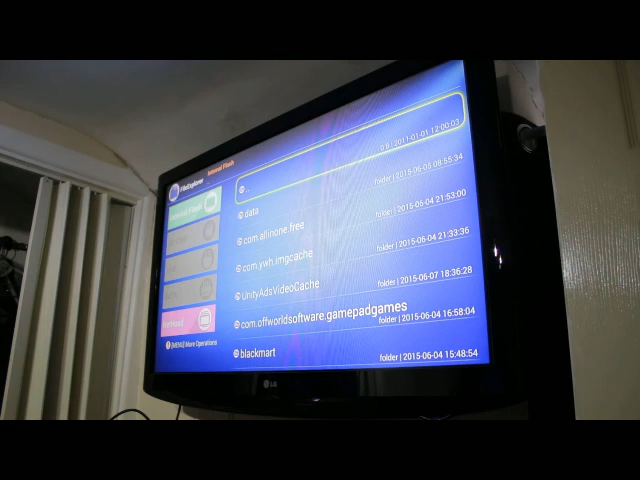 FileExplorer Internal Flash
Internal Flash
Network
[MENU] More Operations
..
0 B | 2011-01-01 12:00:03
data
folder | 2015-06-05 08:55:34
com.allinone.free
folder | 2015-06-04 21:53:00
com.ywh.imgcache
folder | 2015-06-04 21:33:36
UnityAdsVideoCache
folder | 2015-06-07 18:36:28
com.offworldsoftware.gamepadgames
folder | 2015-06-04 16:58:04
blackmart
folder | 2015-06-04 15:48:54
LG